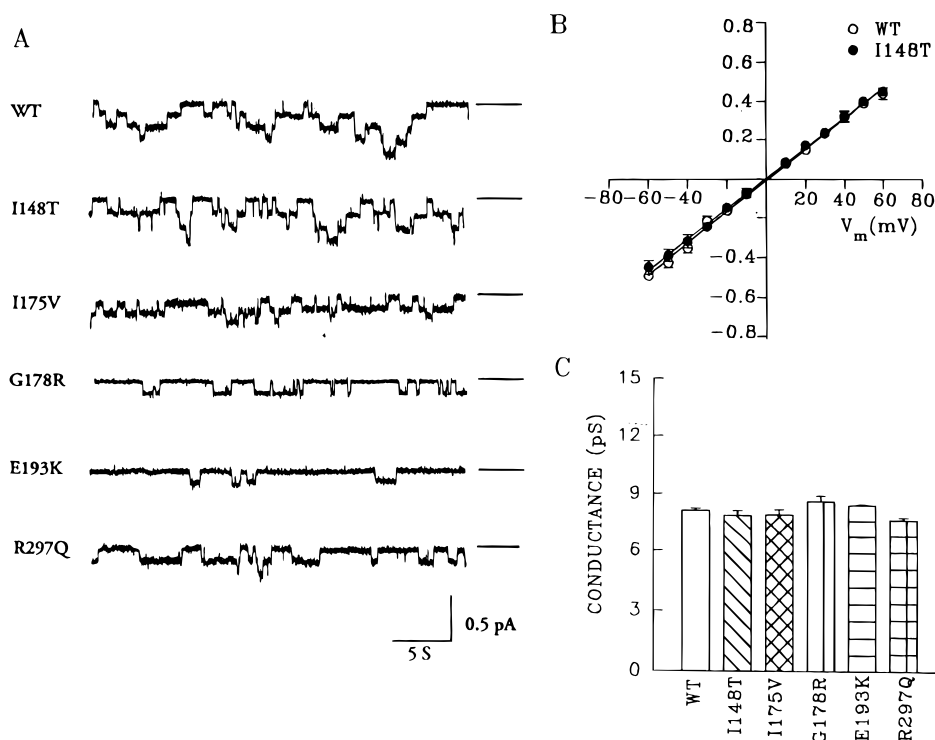 A
WT
I148T
I175V
G178R
E193K
R297Q
0.5 pA
5 S
B
WT
I148T
0.8
0.6
0.4
0.2
-80 -60 -40 20 40 60 80
Vm(mV)
-0.4
-0.6
-0.8
C
CONDUCTANCE (pS)
15
12
9
6
3
0
WT
I148T
I175V
G178R
E193K
R297Q